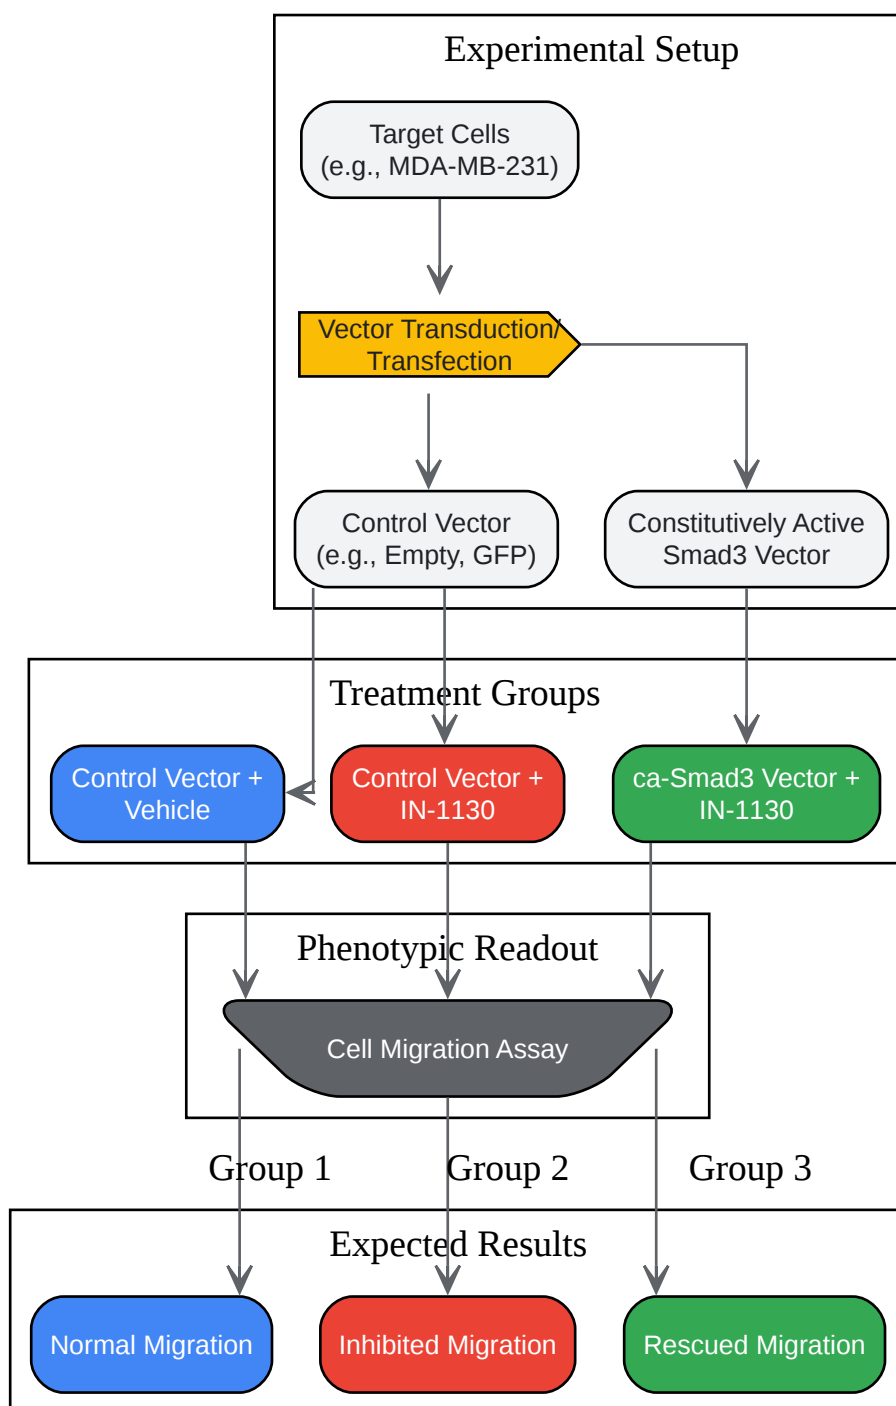 Experimental Setup
Target Cells
(e.g., MDA-MB-231)
Vector Transduction/
Transfection
Control Vector
(e.g., Empty, GFP)
Constitutively Active
Smad3 Vector
Treatment Groups
Control Vector +
Vehicle
Control Vector +
IN-1130
ca-Smad3 Vector +
IN-1130
Phenotypic Readout
Cell Migration Assay
Group 1
Group 2
Group 3
Expected Results
Normal Migration
Inhibited Migration
Rescued Migration